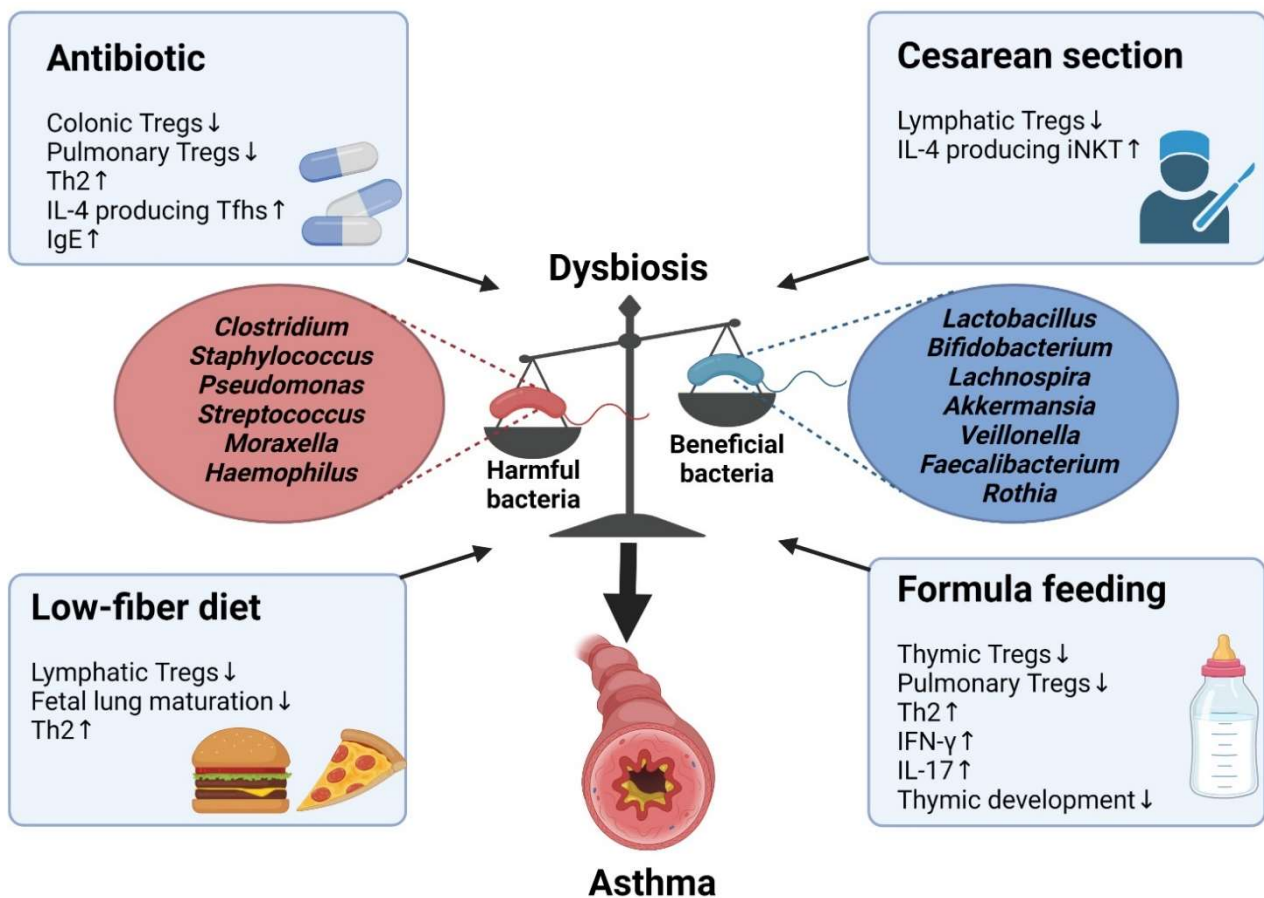 Antibiotic
Colonic Tregs↓
Pulmonary Tregs↓
Th2↑
IL-4 producing Tfhs↑
IgE↑
Cesarean section
Lymphatic Tregs↓
IL-4 producing iNKT↑
Dysbiosis
Clostridium
Staphylococcus
Pseudomonas
Streptococcus
Moraxella
Haemophilus
Harmful
bacteria
Beneficial
bacteria
Lactobacillus
Bifidobacterium
Lachnospira
Akkermansia
Veillonella
Faecalibacterium
Rothia
Low-fiber diet
Lymphatic Tregs↓
Fetal lung maturation↓
Th2↑
Formula feeding
Thymic Tregs↓
Pulmonary Tregs↓
Th2↑
IFN-γ↑
IL-17↑
Thymic development↓
Asthma